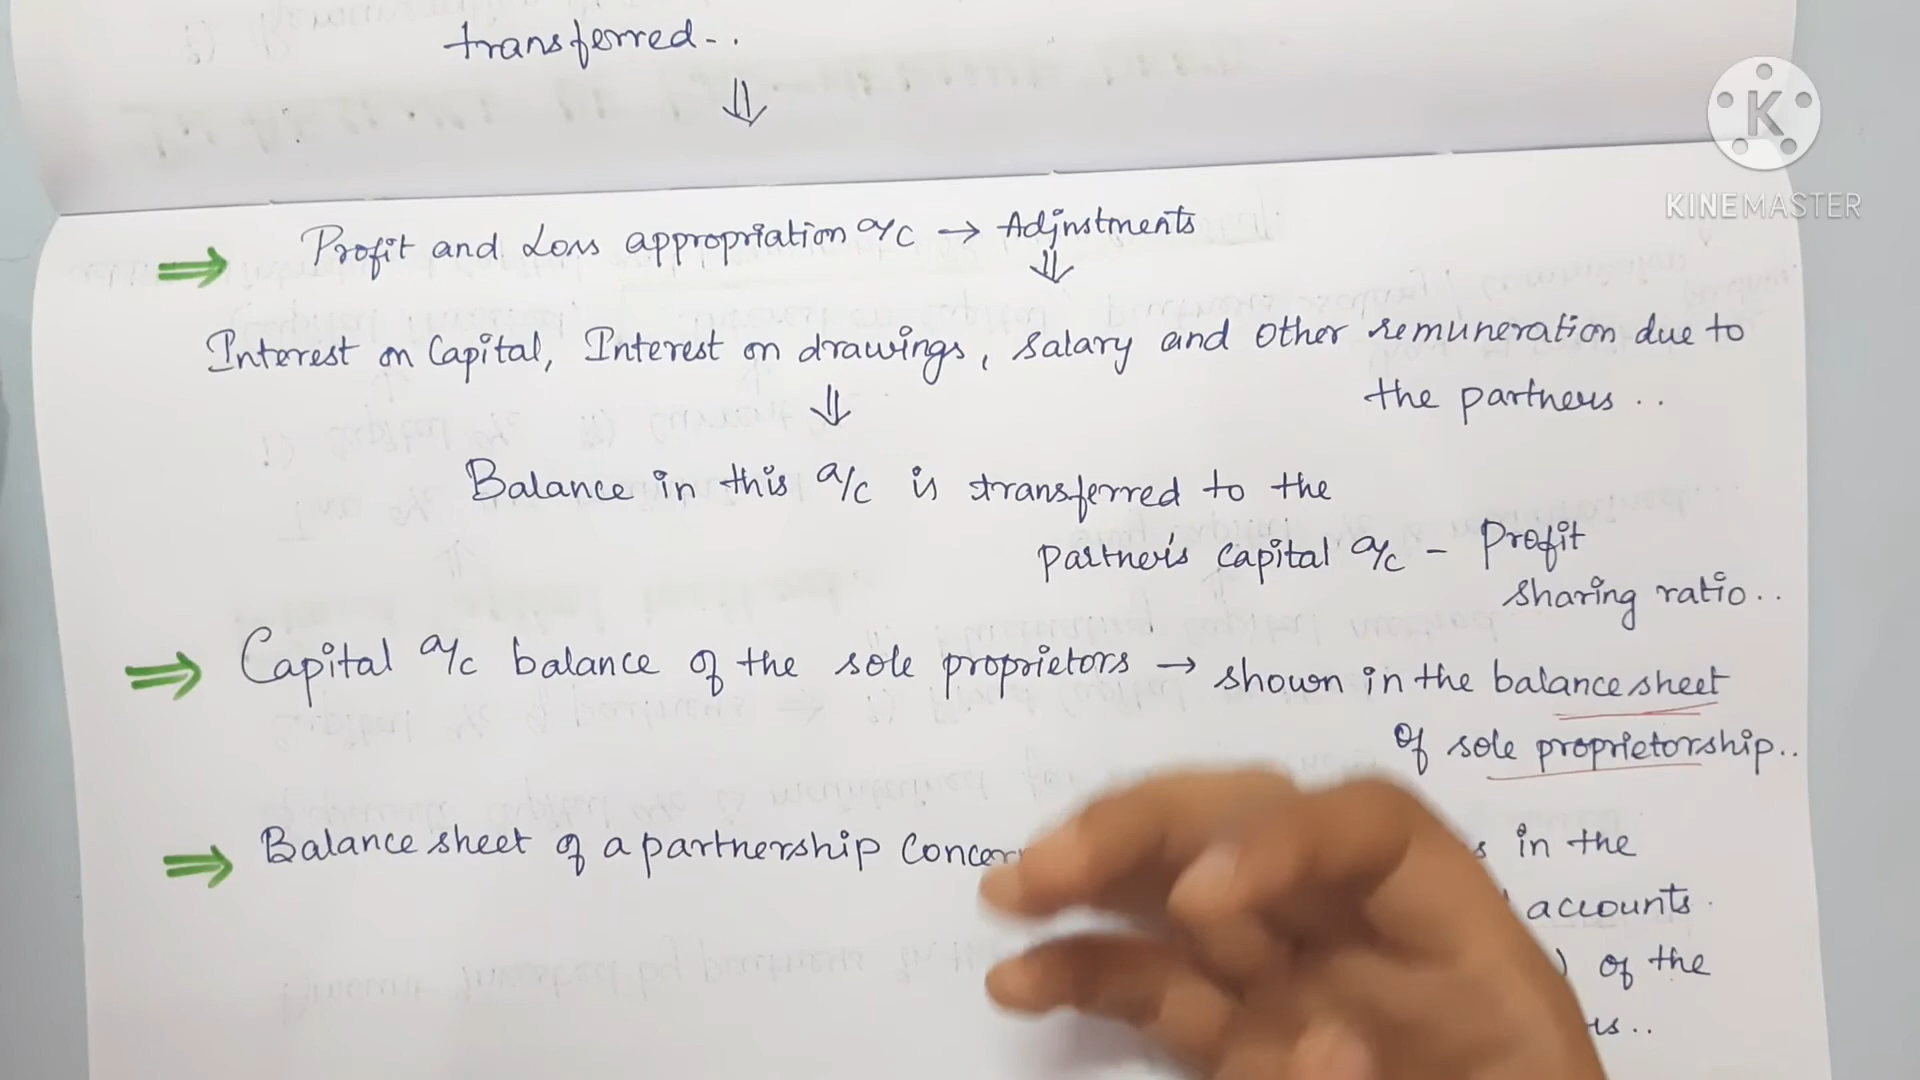 transferred..
⇓
⇒ Profit and Loss appropriation a/c → Adjustments
⇓
Interest on Capital, Interest on drawings, salary and other remuneration due to
the partners ..
⇓
Balance in this a/c is transferred to the
partner's capital a/c - Profit
sharing ratio..
⇒ Capital a/c balance of the sole proprietors → shown in the balance sheet
of sole proprietorship..
⇒ Balance sheet of a partnership in the
accounts.
) of the
K
KINEMASTER